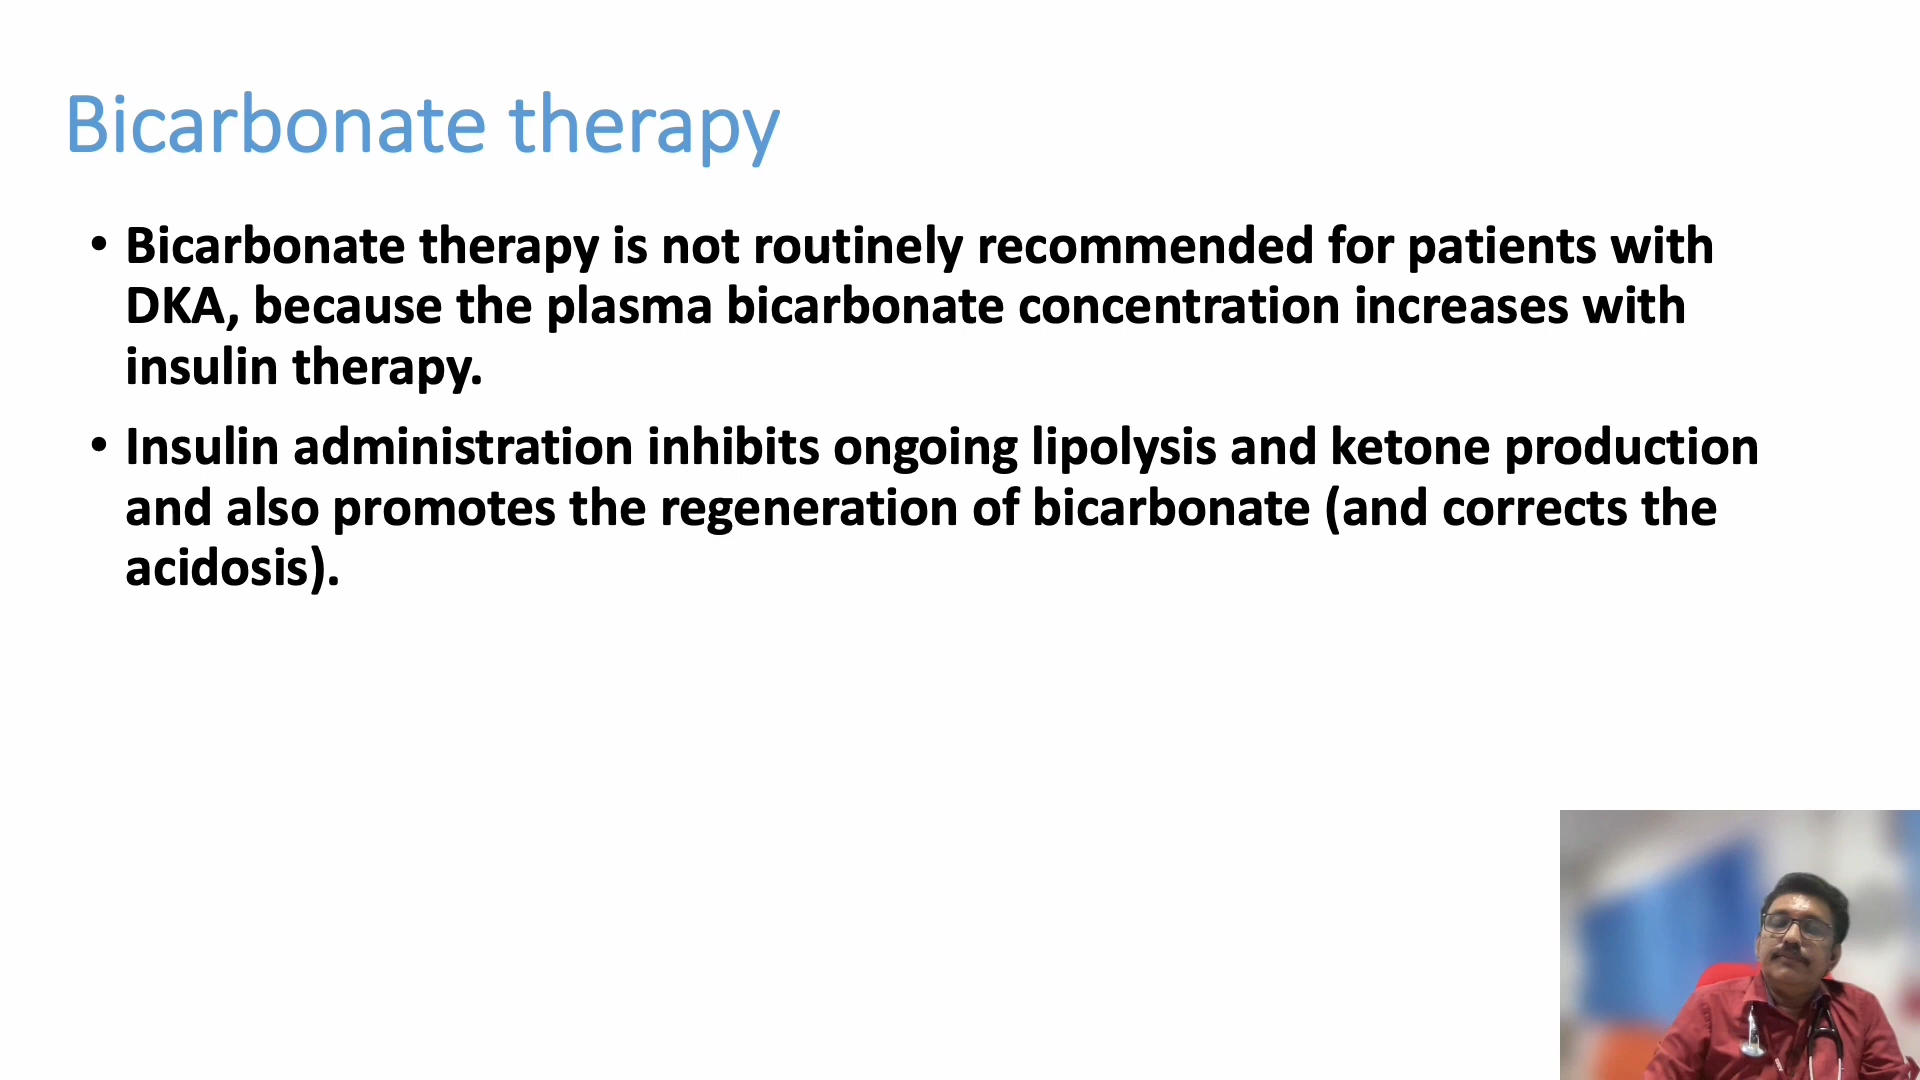 Bicarbonate therapy
• Bicarbonate therapy is not routinely recommended for patients with
DKA, because the plasma bicarbonate concentration increases with
insulin therapy.
• Insulin administration inhibits ongoing lipolysis and ketone production
and also promotes the regeneration of bicarbonate (and corrects the
acidosis).